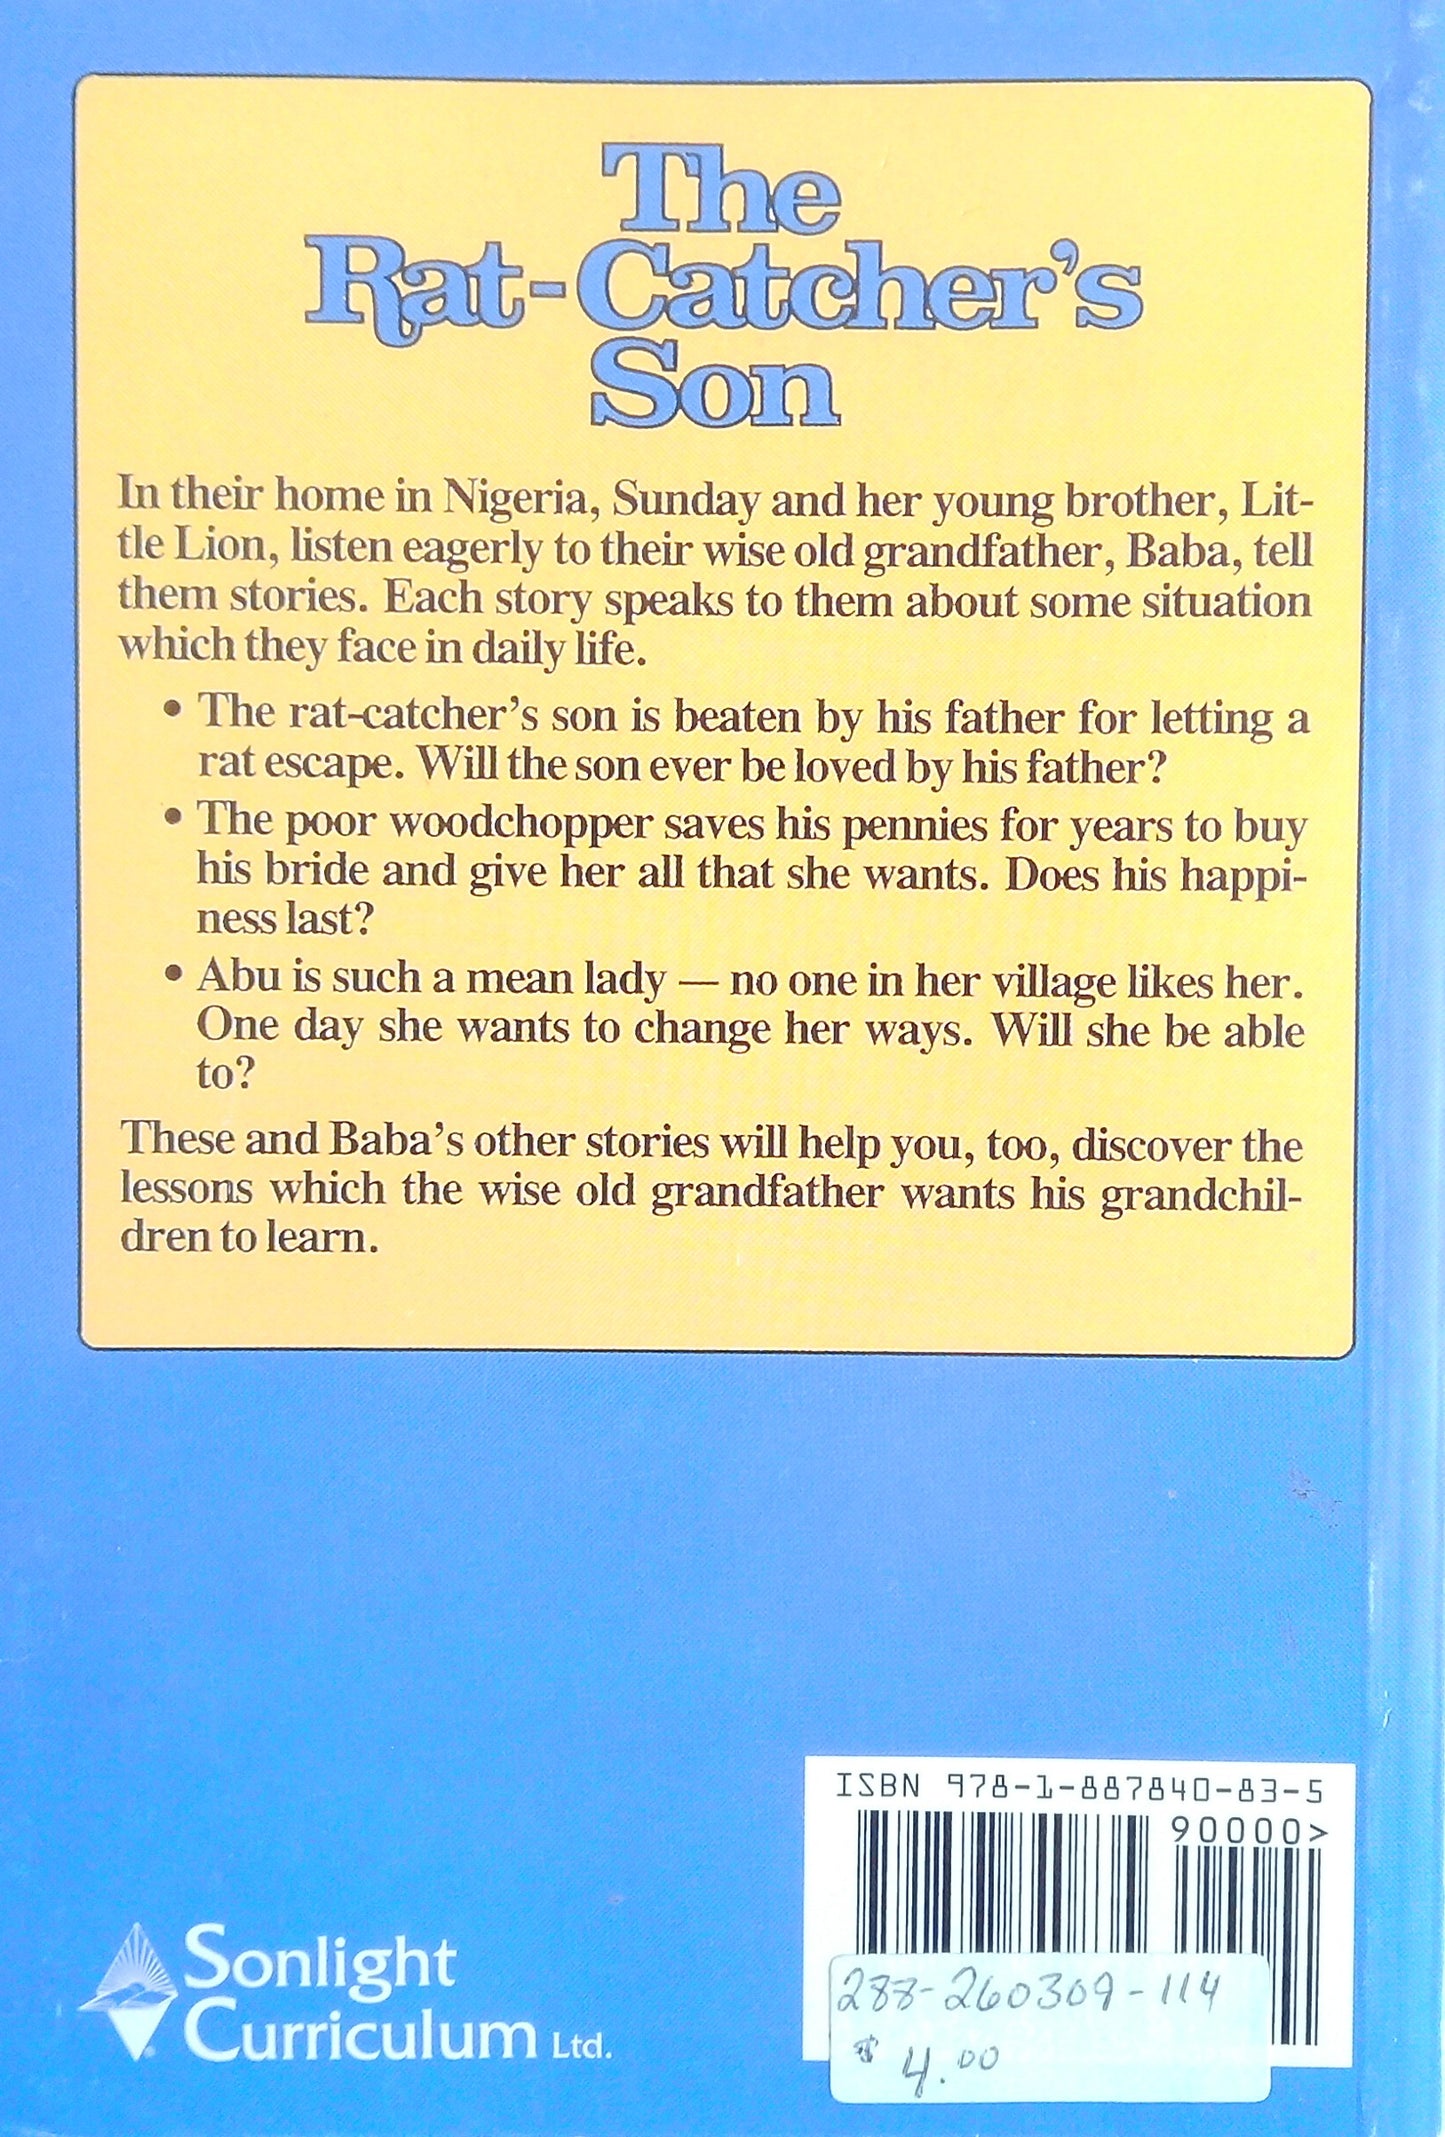 The
Rat-Catcher's
Son
In their home in Nigeria, Sunday and her young brother, Lit-
tle Lion, listen eagerly to their wise old grandfather, Baba, tell
them stories. Each story speaks to them about some situation
which they face in daily life.
• The rat-catcher's son is beaten by his father for letting a
rat escape. Will the son ever be loved by his father?
• The poor woodchopper saves his pennies for years to buy
his bride and give her all that she wants. Does his happi-
ness last?
• Abu is such a mean lady — no one in her village likes her.
One day she wants to change her ways. Will she be able
to?
These and Baba's other stories will help you, too, discover the
lessons which the wise old grandfather wants his grandchil-
dren to learn.
ISBN 978-1-887840-83-5
90000>
288-260309-114
$ 4.00
Sonlight
Curriculum Ltd.